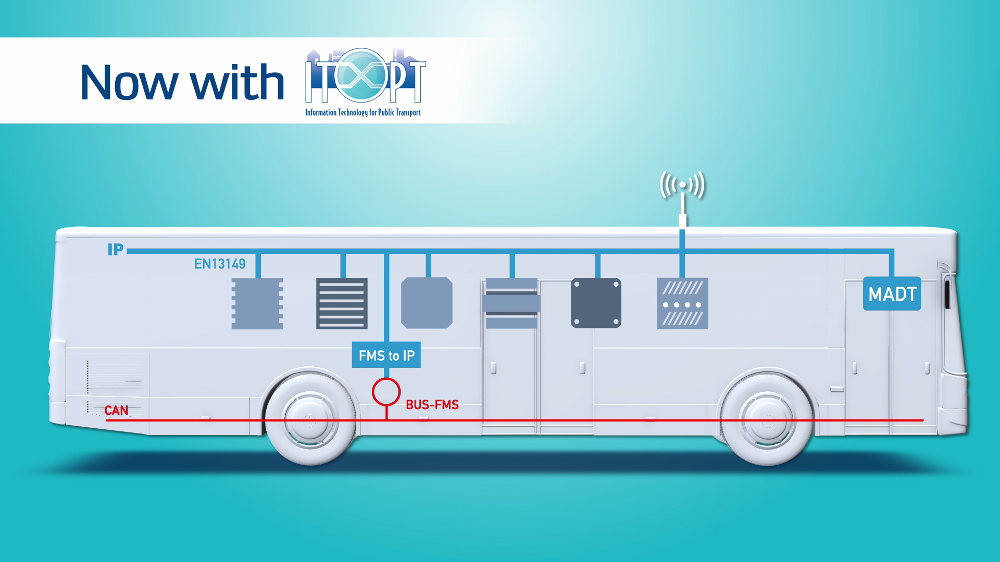 Now with
ITxPT
Information Technology for Public Transport
IP
EN13149
MADT
FMS to IP
BUS-FMS
CAN